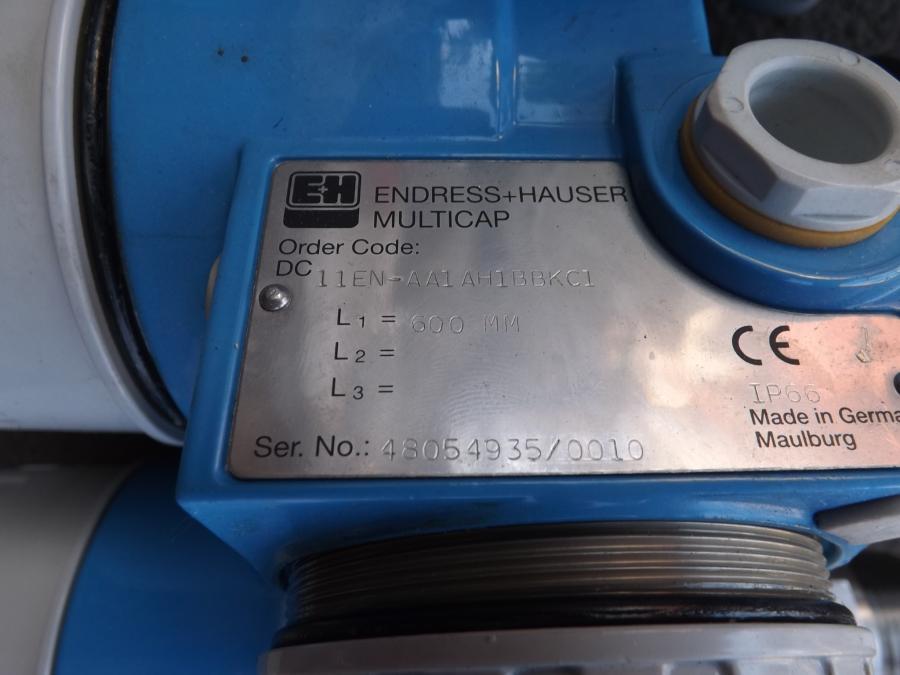 E+H ENDRESS+HAUSER
MULTICAP
Order Code:
DC 11EN-AA1AH1BBKC1
L1 = 600 MM
L2 =
L3 =
CE
IP66
Made in Germa
Maulburg
Ser. No.: 48054935/0010